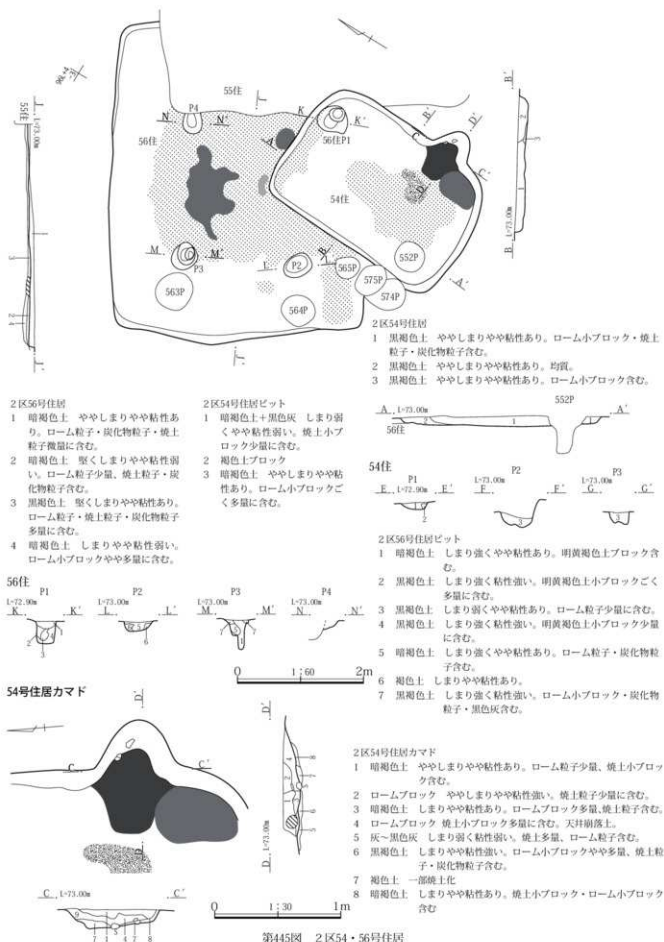 55住
55住
L=73.00m
56住
P4
N
N'
K
K'
56住P1
A
54住
B
B'
C
C'
D
D'
M
M'
P3
L
P2
563P
564P
565P
575P
574P
552P
A'
B'
L=73.00m
B
2区54号住居
1 黒褐色土 ややしまりやや粘性あり。ローム小ブロック・焼土
粒子・炭化物粒子含む。
2 黒褐色土 ややしまりやや粘性あり。均質。
3 黒褐色土 ややしまりやや粘性あり。ローム小ブロック含む。
552P
A L=73.00m A'
56住
2区56号住居
1 暗褐色土 ややしまりやや粘性あ
り。ローム粒子・炭化物粒子・焼土
粒子微量に含む。
2 暗褐色土 堅くしまりやや粘性弱
い。ローム粒子少量、焼土粒子・炭
化物粒子含む。
3 黒褐色土 堅くしまりやや粘性あり。
ローム粒子・焼土粒子・炭化物粒子
多量に含む。
4 暗褐色土 しまりやや粘性弱い。
ローム小ブロックやや多量に含む。
2区54号住居ピット
1 暗褐色土+黒色灰 しまり弱
くやや粘性弱い。焼土小ブ
ロック少量に含む。
2 褐色土ブロック
3 暗褐色土 ややしまりやや粘
性あり。ローム小ブロックご
く多量に含む。
54住
P1 P2 P3
E L=72.90m E' F L=73.00m F' G L=73.00m G'
2区56号住居ピット
1 暗褐色土 しまり強くやや粘性あり。明黄褐色土ブロック含
む。
2 黒褐色土 しまり強く粘性強い。明黄褐色土小ブロックごく
多量に含む。
3 黒褐色土 しまり弱くやや粘性あり。ローム粒子少量に含む。
4 黒褐色土 しまり強く粘性強い。明黄褐色土小ブロック少量
に含む。
5 暗褐色土 しまり強くやや粘性あり。ローム粒子・炭化物粒
子含む。
6 褐色土 しまりやや粘性あり。
7 黒褐色土 しまり強く粘性強い。ローム小ブロック・炭化物
粒子・黒色灰含む。
56住
P1 P2 P3 P4
L=72.90m L=73.00m L=73.00m L=73.00m
K K' L L' M M' N N'
0 1:60 2m
54号住居カマド
D'
C C'
D
D'
L=73.00m
D
C L=73.00m C'
0 1:30 1m
2区54号住居カマド
1 暗褐色土 ややしまりやや粘性あり。ローム粒子少量、焼土小ブロッ
ク含む。
2 ロームブロック ややしまりやや粘性強い。焼土粒子少量に含む。
3 暗褐色土 しまりやや粘性あり。ロームブロック多量、焼土粒子含む。
4 ロームブロック 焼土小ブロック多量に含む。天井崩落土。
5 灰~黒色灰 しまり弱く粘性弱い。焼土多量、ローム粒子含む。
6 黒褐色土 しまりやや粘性強い。ローム小ブロックやや多量、焼土粒
子・炭化物粒子含む。
7 褐色土 一部焼土化
8 暗褐色土 しまりやや粘性あり。焼土小ブロック・ローム小ブロック
含む
第445図 2区54・56号住居